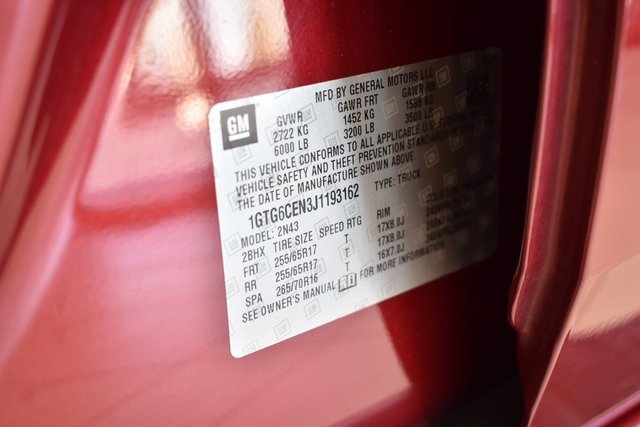 GM
MFD BY GENERAL MOTORS LLC
GVWR GAWR FRT GAWR RR
2722 KG 1452 KG 1588 KG
6000 LB 3200 LB 3500 LB
THIS VEHICLE CONFORMS TO ALL APPLICABLE U.S.
VEHICLE SAFETY AND THEFT PREVENTION STANDARDS
THE DATE OF MANUFACTURE SHOWN ABOVE.
1GTG6CEN3J1193162 TYPE: TRUCK
MODEL: 2N43
2BHX TIRE SIZE SPEED RTG RIM COLD
FRT 255/65R17 T 17X8.0J
RR 255/65R17 T 17X8.0J
SPA 265/70R16 T 16X7.0J
SEE OWNER'S MANUAL FOR MORE INFORMATION.